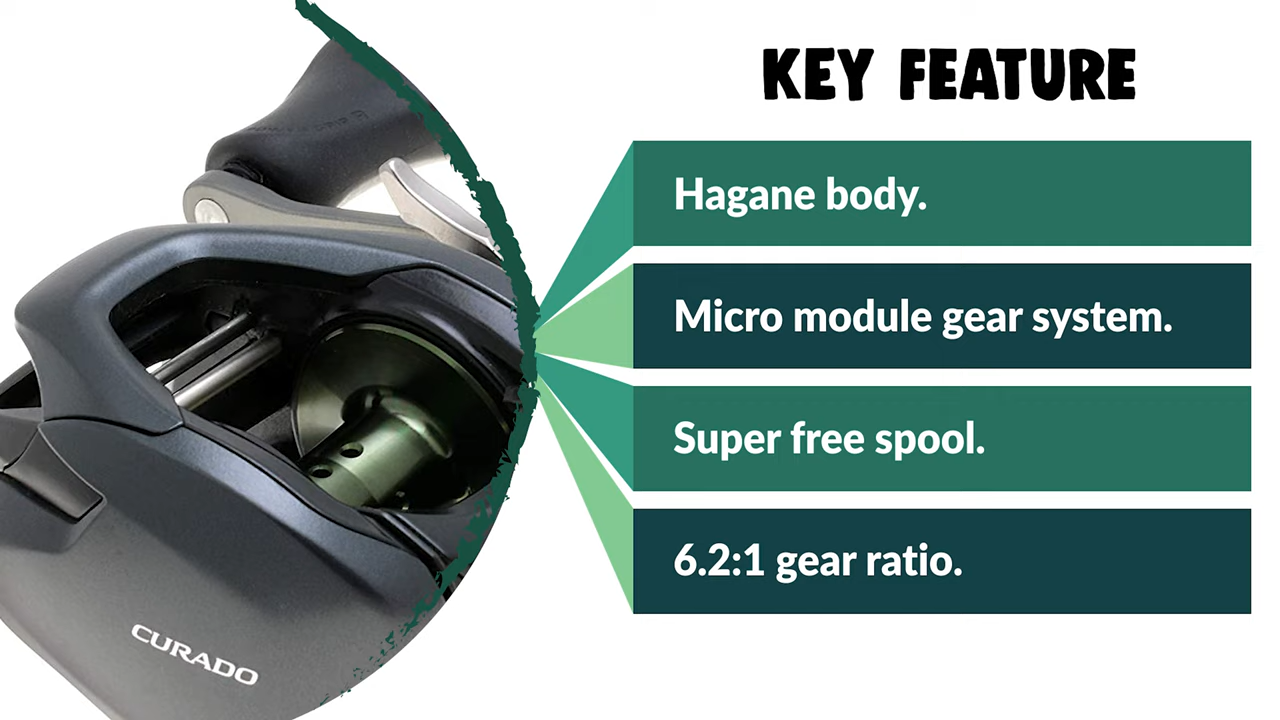 KEY FEATURE
Hagane body.
Micro module gear system.
Super free spool.
6.2:1 gear ratio.
CURADO